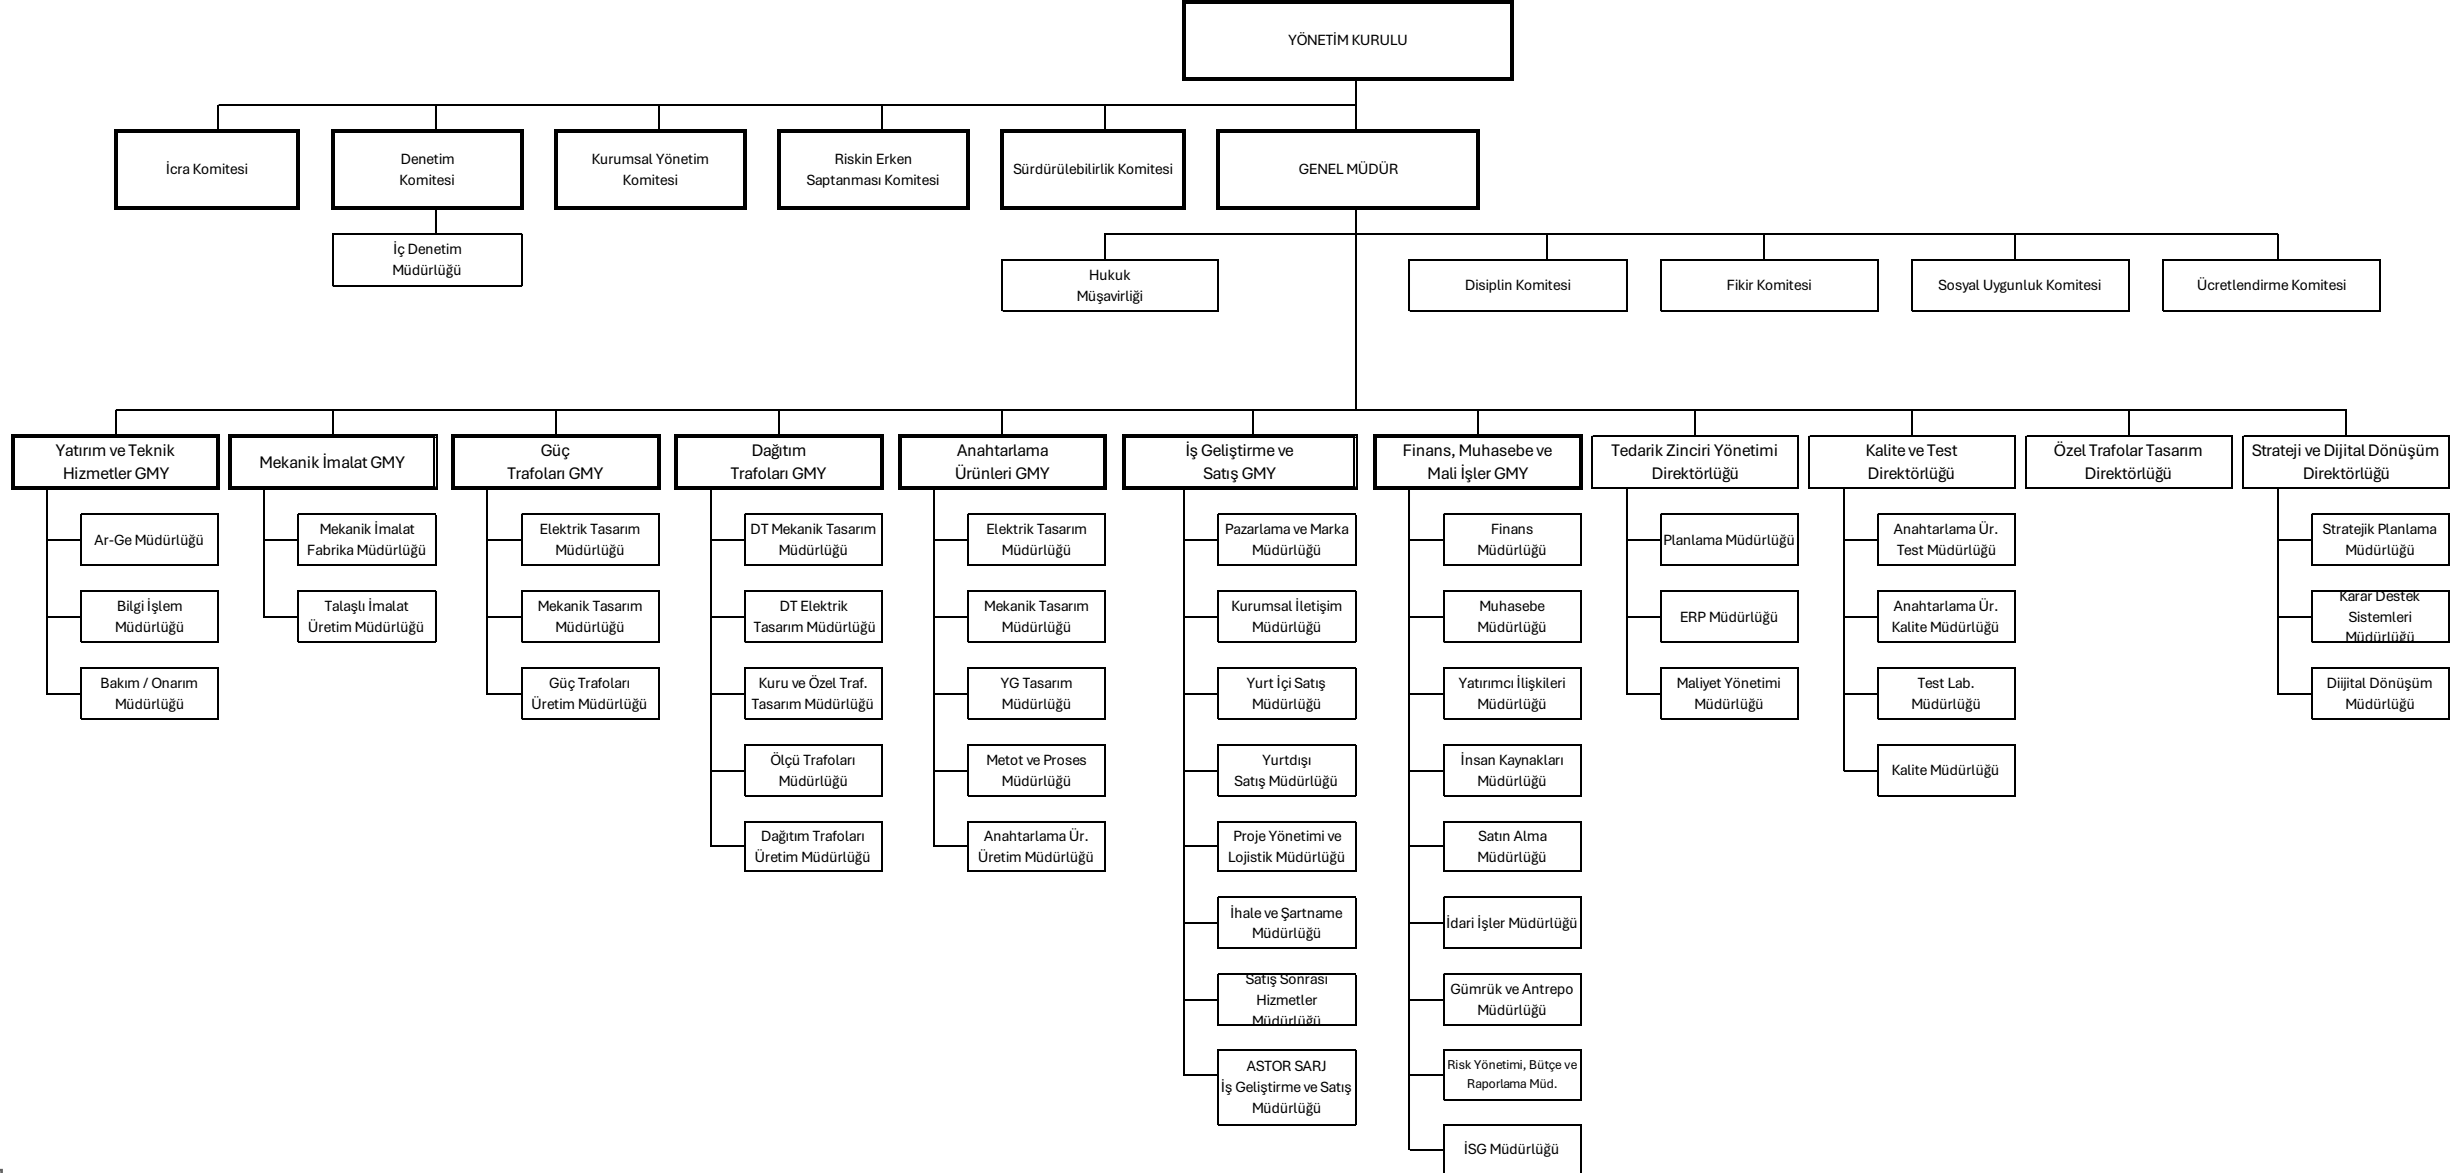 YÖNETİM KURULU
İcra Komitesi
Denetim
Komitesi
Kurumsal Yönetim
Komitesi
Riskin Erken
Saptanması Komitesi
Sürdürülebilirlik Komitesi
GENEL MÜDÜR
İç Denetim
Müdürlüğü
Hukuk
Müşavirliği
Disiplin Komitesi
Fikir Komitesi
Sosyal Uygunluk Komitesi
Ücretlendirme Komitesi
Yatırım ve Teknik
Hizmetler GMY
Ar-Ge Müdürlüğü
Bilgi İşlem
Müdürlüğü
Bakım / Onarım
Müdürlüğü
Mekanik İmalat GMY
Mekanik İmalat
Fabrika Müdürlüğü
Talaşlı İmalat
Üretim Müdürlüğü
Güç
Trafoları GMY
Elektrik Tasarım
Müdürlüğü
Mekanik Tasarım
Müdürlüğü
Güç Trafoları
Üretim Müdürlüğü
Dağıtım
Trafoları GMY
DT Mekanik Tasarım
Müdürlüğü
DT Elektrik
Tasarım Müdürlüğü
Kuru ve Özel Traf.
Tasarım Müdürlüğü
Ölçü Trafoları
Müdürlüğü
Dağıtım Trafoları
Üretim Müdürlüğü
Anahtarlama
Ürünleri GMY
Elektrik Tasarım
Müdürlüğü
Mekanik Tasarım
Müdürlüğü
YG Tasarım
Müdürlüğü
Metot ve Proses
Müdürlüğü
Anahtarlama Ür.
Üretim Müdürlüğü
İş Geliştirme ve
Satış GMY
Pazarlama ve Marka
Müdürlüğü
Kurumsal İletişim
Müdürlüğü
Yurt İçi Satış
Müdürlüğü
Yurtdışı
Satış Müdürlüğü
Proje Yönetimi ve
Lojistik Müdürlüğü
İhale ve Şartname
Müdürlüğü
Satış Sonrası
Hizmetler
Müdürlüğü
ASTOR SARJ
İş Geliştirme ve Satış
Müdürlüğü
Finans, Muhasebe ve
Mali İşler GMY
Finans
Müdürlüğü
Muhasebe
Müdürlüğü
Yatırımcı İlişkileri
Müdürlüğü
İnsan Kaynakları
Müdürlüğü
Satın Alma
Müdürlüğü
İdari İşler Müdürlüğü
Gümrük ve Antrepo
Müdürlüğü
Risk Yönetimi, Bütçe ve
Raporlama Müd.
İSG Müdürlüğü
Tedarik Zinciri Yönetimi
Direktörlüğü
Planlama Müdürlüğü
ERP Müdürlüğü
Maliyet Yönetimi
Müdürlüğü
Kalite ve Test
Direktörlüğü
Anahtarlama Ür.
Test Müdürlüğü
Anahtarlama Ür.
Kalite Müdürlüğü
Test Lab.
Müdürlüğü
Kalite Müdürlüğü
Özel Trafolar Tasarım
Direktörlüğü
Strateji ve Dijital Dönüşüm
Direktörlüğü
Stratejik Planlama
Müdürlüğü
Karar Destek
Sistemleri
Müdürlüğü
Diijital Dönüşüm
Müdürlüğü